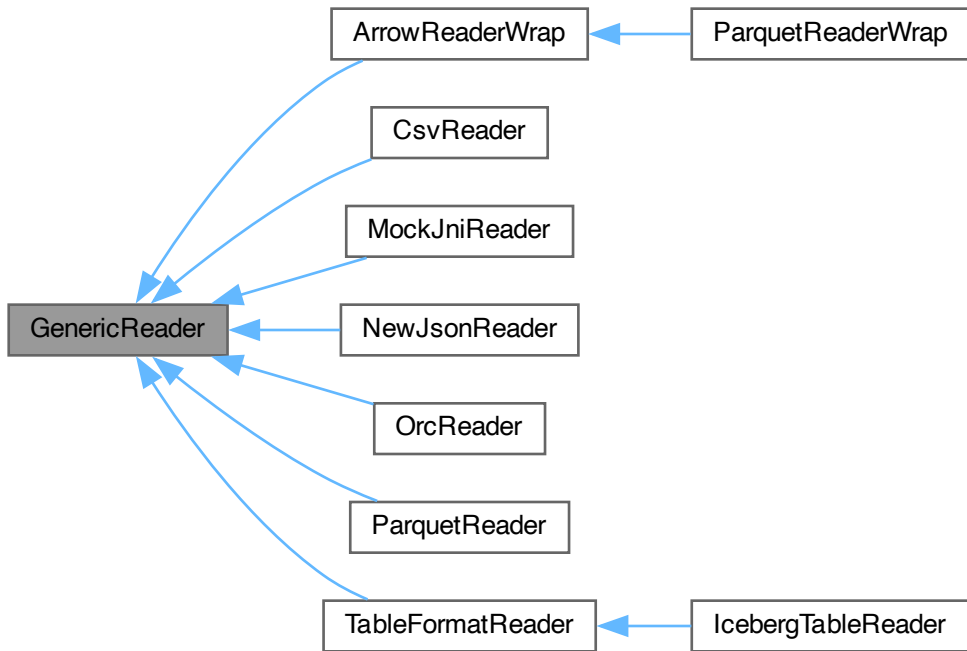 ArrowReaderWrap
ParquetReaderWrap
CsvReader
MockJniReader
GenericReader
NewJsonReader
OrcReader
ParquetReader
TableFormatReader
IcebergTableReader